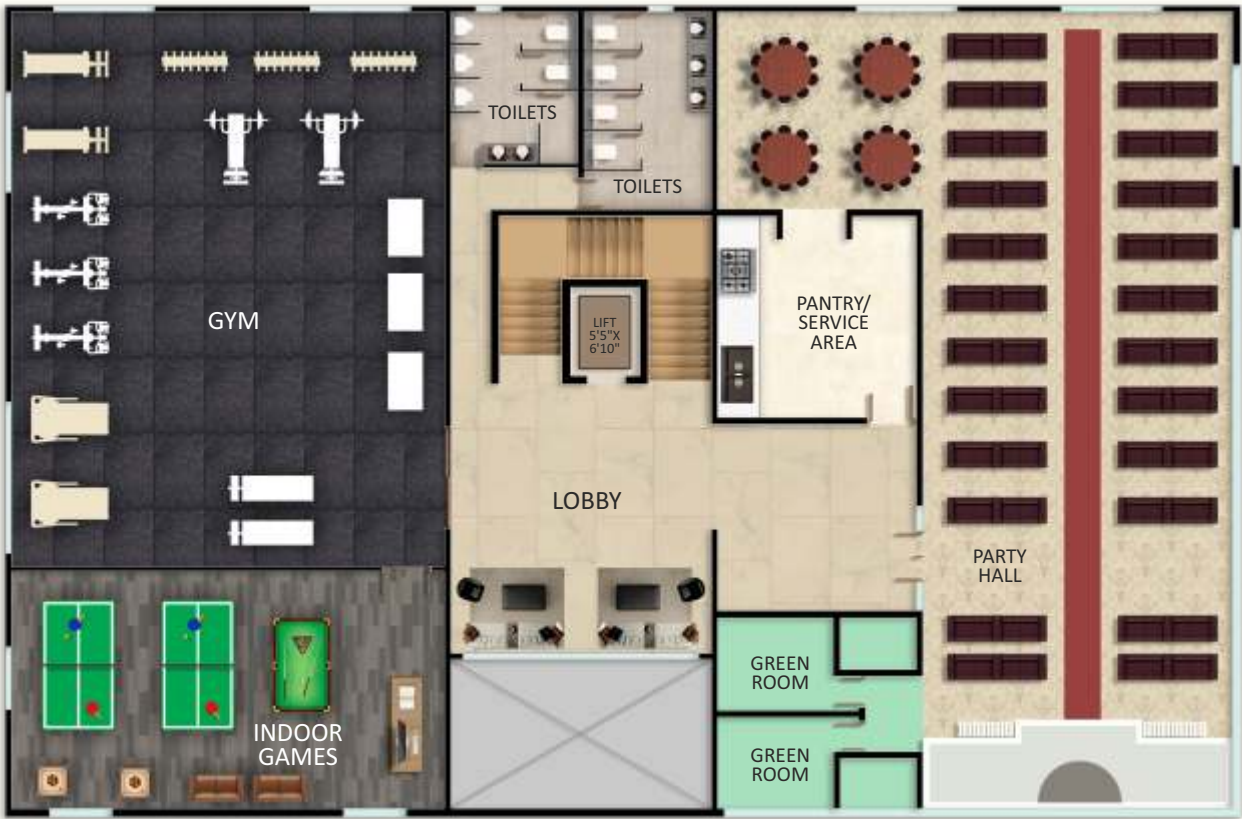 TOILETS
TOILETS
GYM
LIFT
5'5"X
6'10"
PANTRY/
SERVICE
AREA
LOBBY
PARTY
HALL
GREEN
ROOM
INDOOR
GAMES
GREEN
ROOM